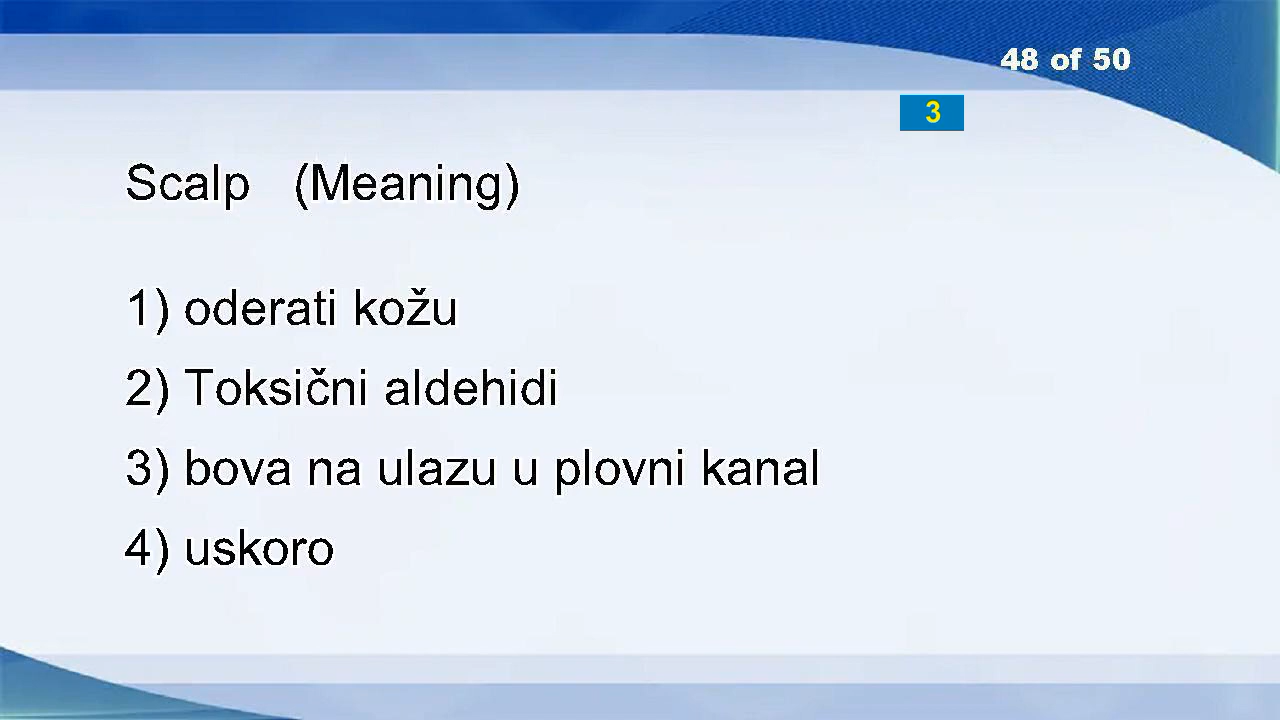 48 of 50
3
Scalp (Meaning)
1) oderati kožu
2) Toksični aldehidi
3) bova na ulazu u plovni kanal
4) uskoro